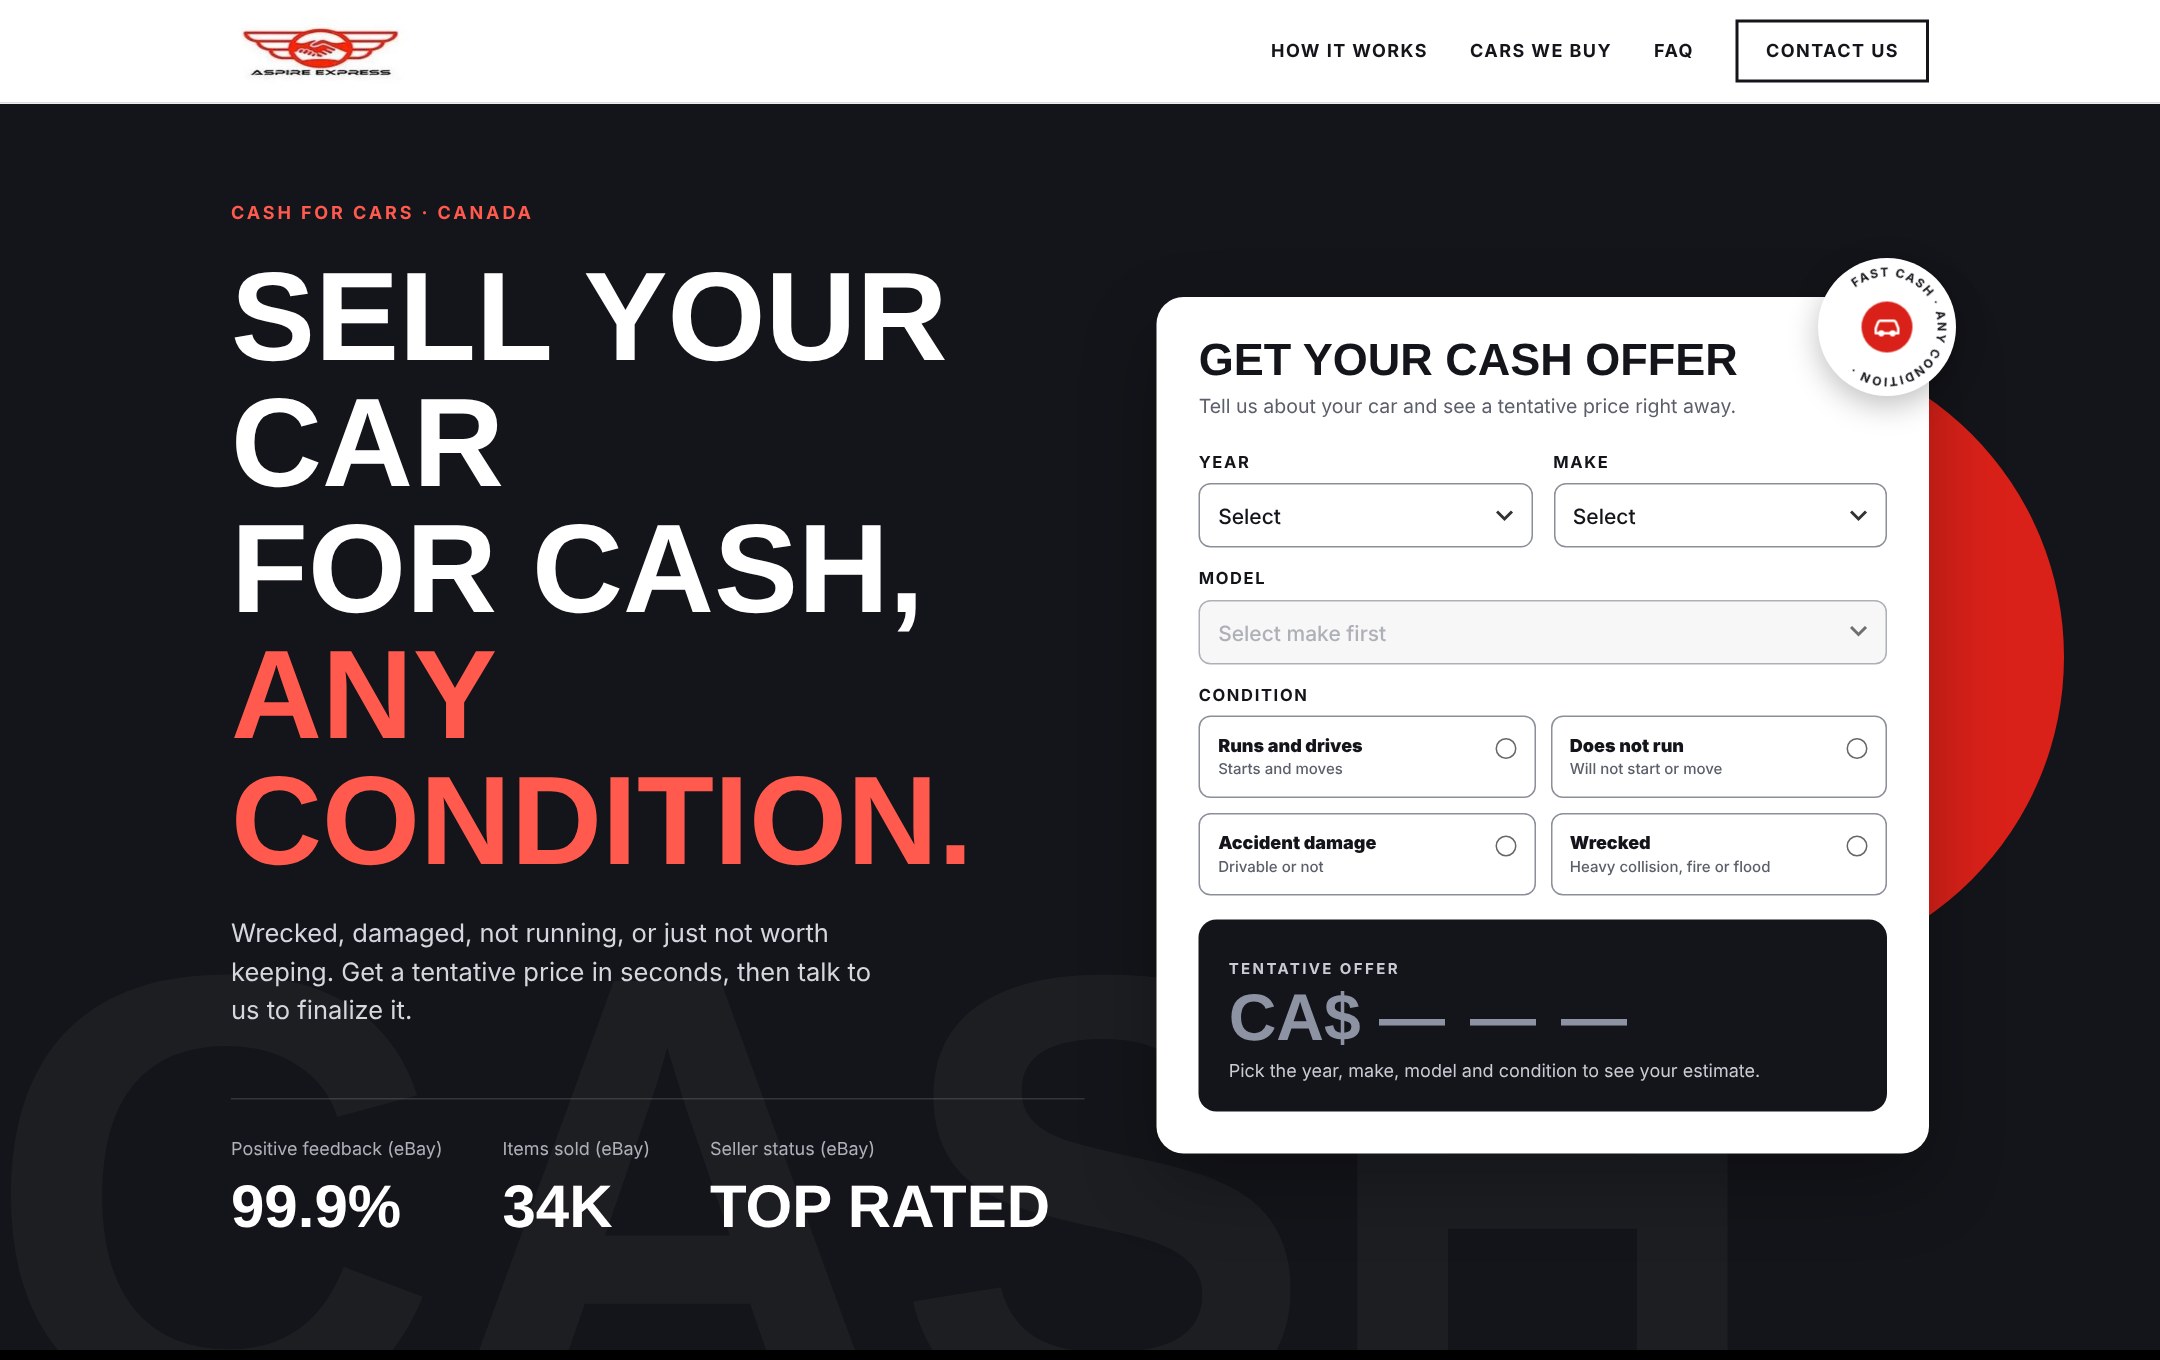 ASPIRE EXPRESS
HOW IT WORKS
CARS WE BUY
FAQ
CONTACT US
CASH FOR CARS · CANADA
SELL YOUR
CAR
FOR CASH,
ANY
CONDITION.
Wrecked, damaged, not running, or just not worth
keeping. Get a tentative price in seconds, then talk to
us to finalize it.
Positive feedback (eBay)
99.9%
Items sold (eBay)
34K
Seller status (eBay)
TOP RATED
FAST CASH · ANY CONDITION ·
GET YOUR CASH OFFER
Tell us about your car and see a tentative price right away.
YEAR
Select
MAKE
Select
MODEL
Select make first
CONDITION
Runs and drives
Starts and moves
Does not run
Will not start or move
Accident damage
Drivable or not
Wrecked
Heavy collision, fire or flood
TENTATIVE OFFER
CA$ — — —
Pick the year, make, model and condition to see your estimate.
CASH